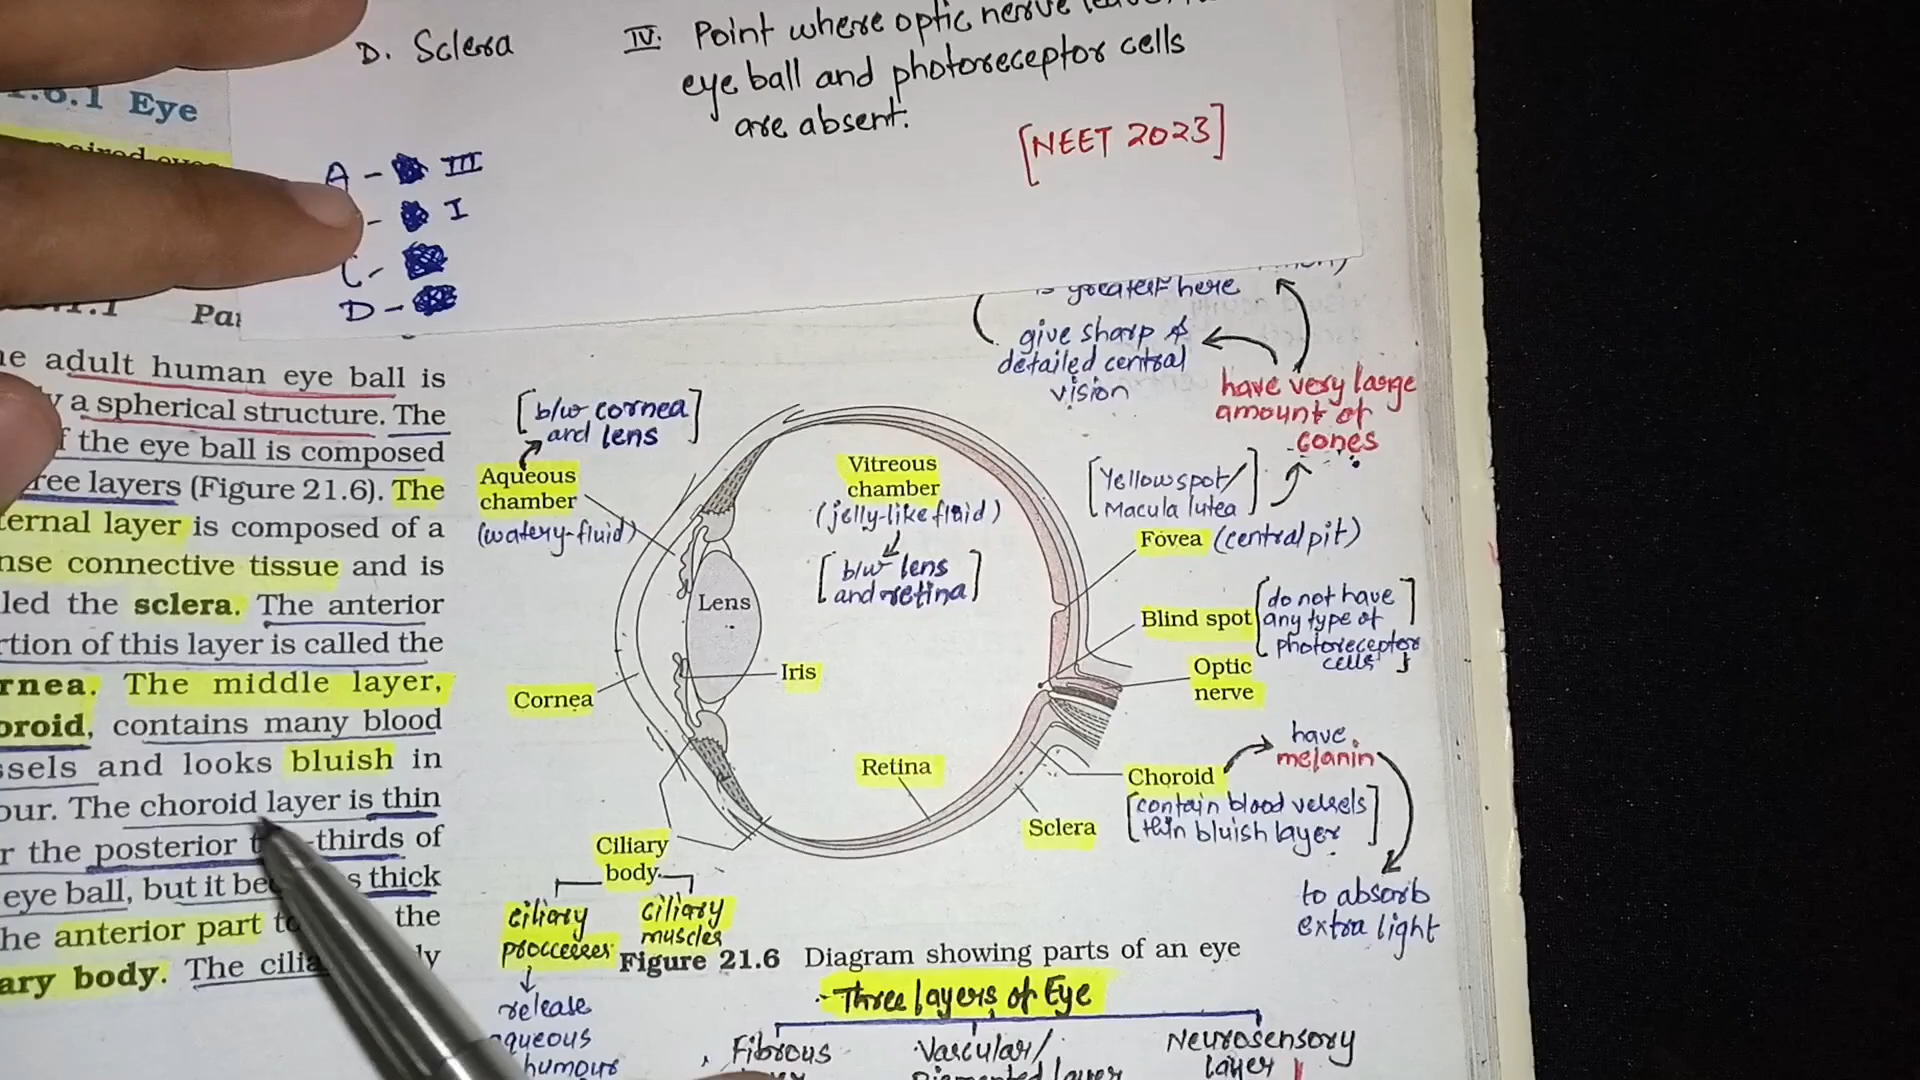 D. Sclera
IV. Point where optic nerve
eye ball and photoreceptor cells
are absent.
[NEET 2023]
.6.1 Eye
paired eyes
A - III
- I
C -
D -
is greatest here
give sharp &
detailed central
vision
have very large
amount of
cones
Par
adult human eye ball is
a spherical structure. The
f the eye ball is composed
ree layers (Figure 21.6). The
ternal layer is composed of a
nse connective tissue and is
led the sclera. The anterior
rtion of this layer is called the
rnea. The middle layer,
oroid, contains many blood
ssels and looks bluish in
our. The choroid layer is thin
r the posterior -thirds of
eye ball, but it be s thick
he anterior part the
ary body. The
[b/w cornea
and lens]
Aqueous
chamber
(watery-fluid)
Vitreous
chamber
(jelly-like fluid)
[b/w lens
and retina]
[Yellow spot/
Macula lutea]
Fovea (central pit)
Blind spot
[do not have
any type of
photoreceptor
cells]
Optic
nerve
Lens
Iris
Cornea
Retina
Choroid
have
melanin
[contain blood vessels
thin bluish layer]
to absorb
extra light
Sclera
Ciliary
body
ciliary
proccesses
ciliary
muscles
release
aqueous
humour
Figure 21.6 Diagram showing parts of an eye
Three layers of Eye
Fibrous
Vascular/
Pigmented layer
Neurosensory
layer